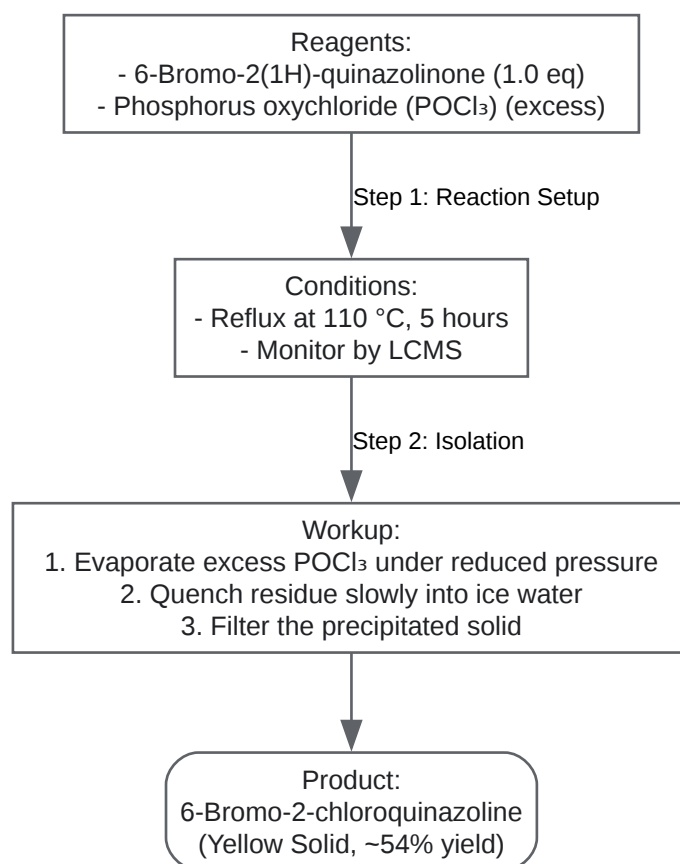 Reagents:
- 6-Bromo-2(1H)-quinazolinone (1.0 eq)
- Phosphorus oxychloride (POCl₃) (excess)
Step 1: Reaction Setup
Conditions:
- Reflux at 110 °C, 5 hours
- Monitor by LCMS
Step 2: Isolation
Workup:
1. Evaporate excess POCl₃ under reduced pressure
2. Quench residue slowly into ice water
3. Filter the precipitated solid
Product:
6-Bromo-2-chloroquinazoline
(Yellow Solid, ~54% yield)